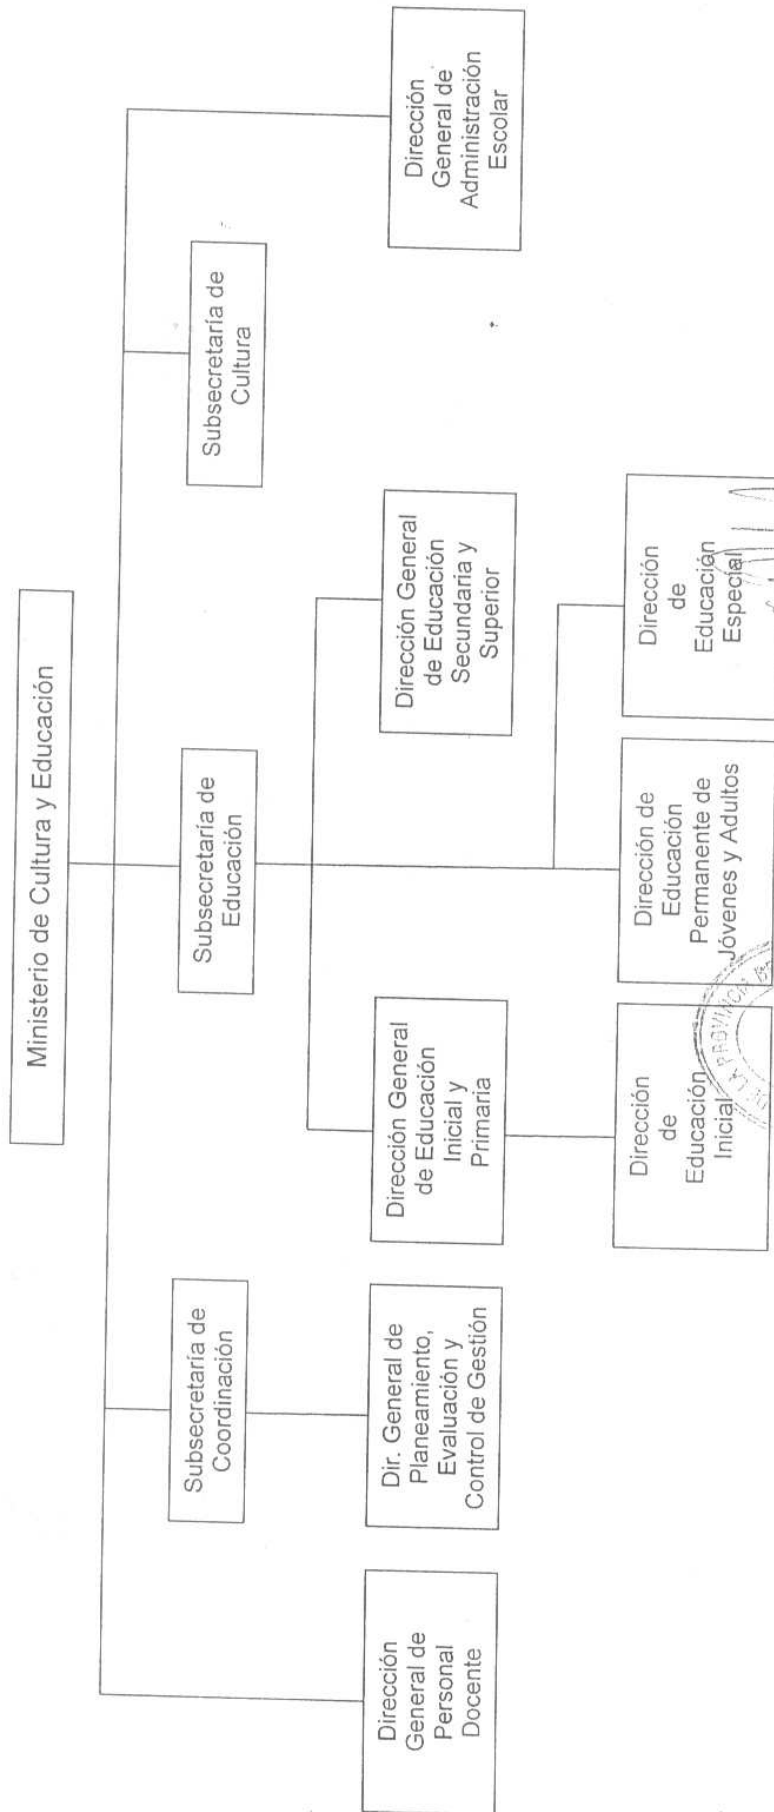 Ministerio de Cultura y Educación
Subsecretaría de
Coordinación
Subsecretaría de
Educación
Subsecretaría de
Cultura
Dirección
General de
Personal
Docente
Dir. General de
Planeamiento,
Evaluación y
Control de Gestión
Dirección General
de Educación
Inicial y
Primaria
Dirección General
de Educación
Secundaria y
Superior
Dirección
General de
Administración
Escolar
Dirección
de
Educación
Inicial
Dirección de
Educación
Permanente de
Jóvenes y Adultos
Dirección
de
Educación
Especial
DE LA PROVINCIA